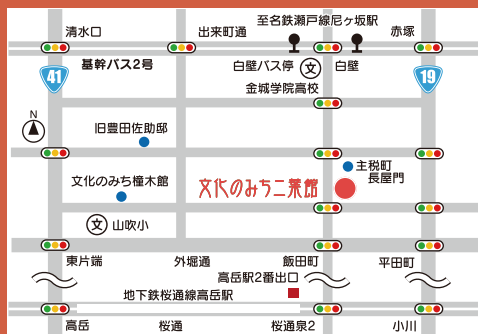 至名鉄瀬戸線尼ヶ坂駅
清水口
出来町通
赤塚
41
基幹バス2号
白壁バス停
文
白壁
19
金城学院高校
N
旧豊田佐助邸
主税町
長屋門
文化のみち橦木館
文化のみち二葉館
文
山吹小
東片端
外堀通
飯田町
平田町
高岳駅2番出口
地下鉄桜通線高岳駅
高岳
桜通
桜通泉2
小川